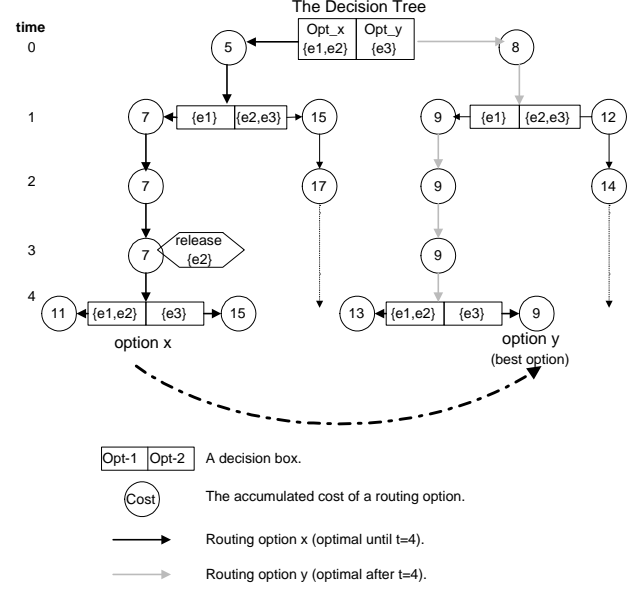 The Decision Tree
time
Opt_x Opt_y
0 5 {e1,e2} {e3} 8
1 7 {e1} {e2,e3} 15 9 {e1} {e2,e3} 12
2 7 17 9 14
release
3 7 {e2} 9
4
11 {e1,e2} {e3} 15 13 {e1,e2} {e3} 9
option x option y
(best option)
Opt-1 Opt-2 A decision box.
Cost The accumulated cost of a routing option.
Routing option x (optimal until t=4).
Routing option y (optimal after t=4).